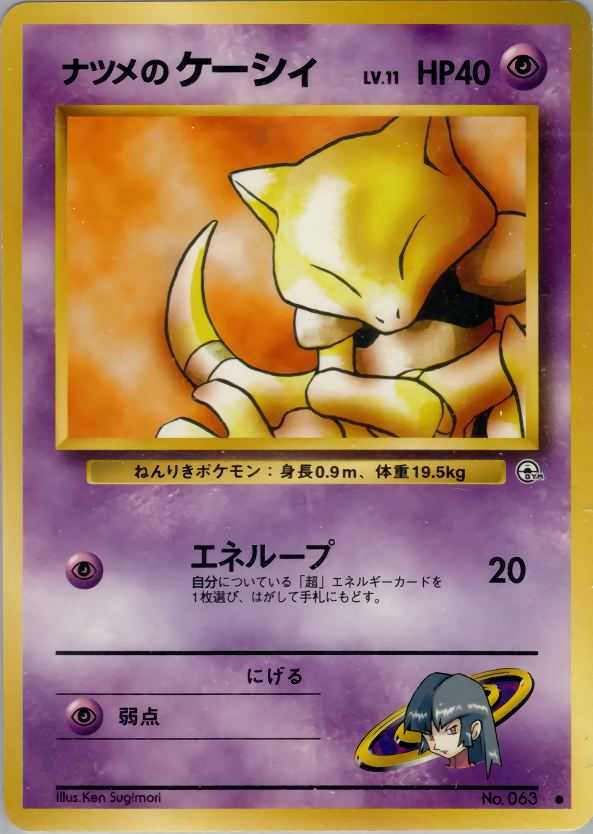 ナツメのケーシィ LV.11 HP40
ねんりきポケモン：身長0.9m、体重19.5kg
GYM
エネループ 20
自分についている「超」エネルギーカードを
1枚選び、はがして手札にもどす。
にげる
弱点
Illus.Ken Sugimori No.063